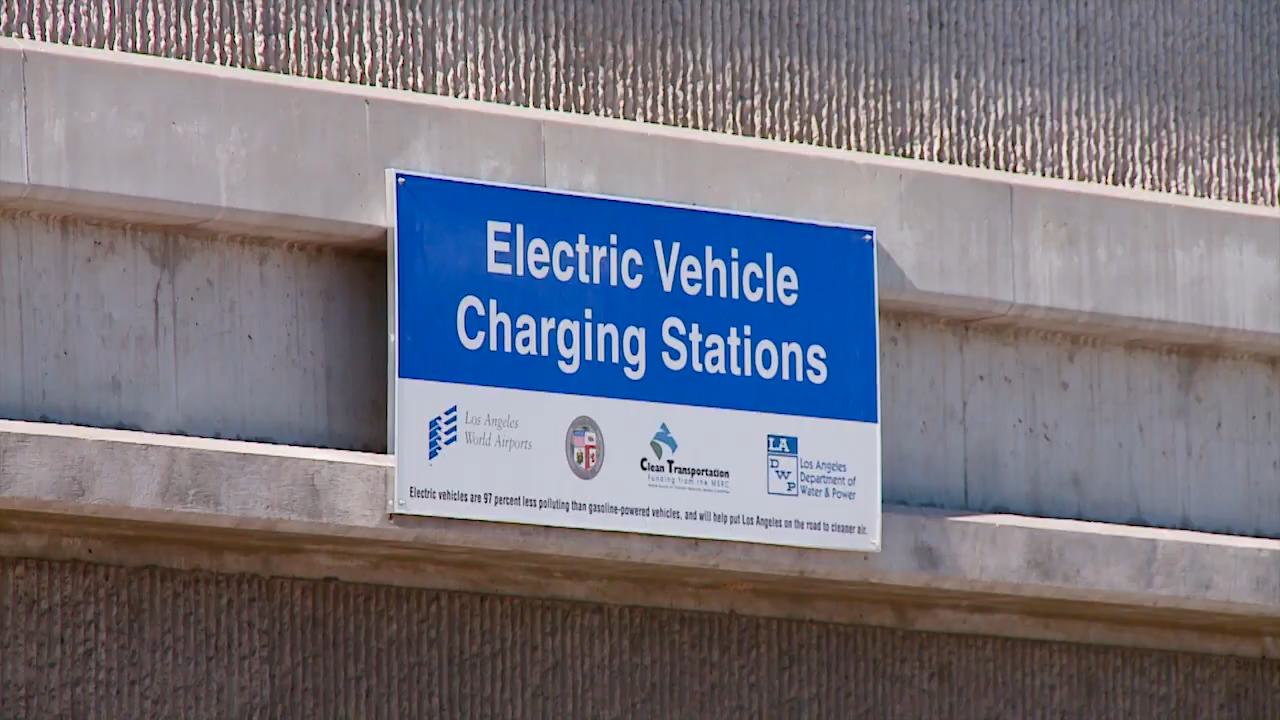 Electric Vehicle
Charging Stations
Los Angeles
World Airports
Clean Transportation
Funding from the MSRC
LA
DWP
Los Angeles
Department of
Water & Power
Electric vehicles are 97 percent less polluting than gasoline-powered vehicles, and will help put Los Angeles on the road to cleaner air.